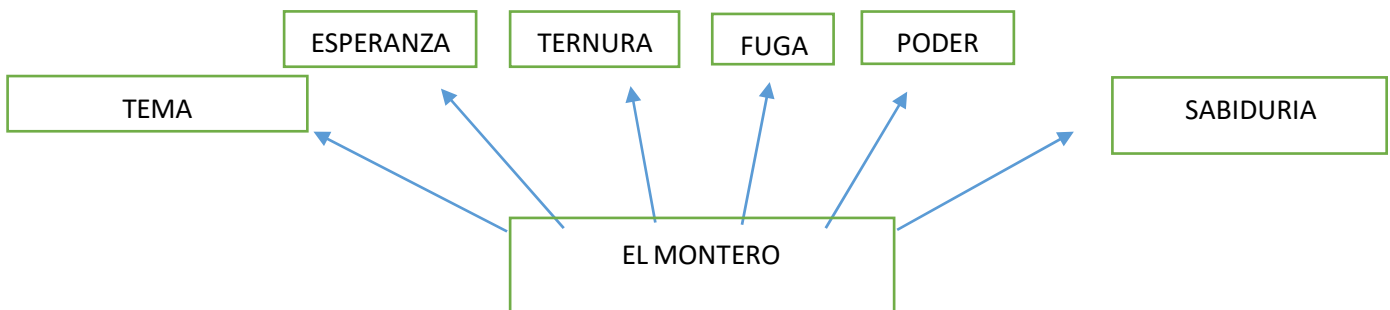 ESPERANZA
TERNURA
FUGA
PODER
TEMA
SABIDURIA
EL MONTERO